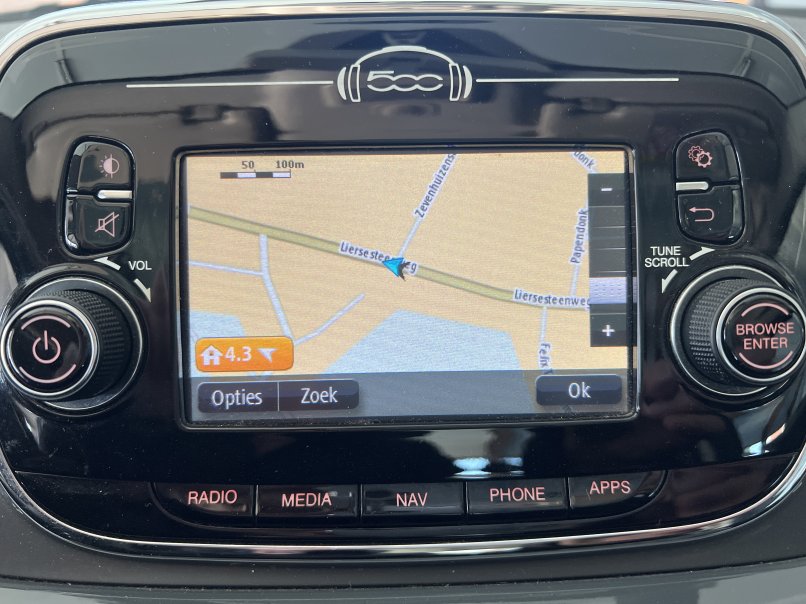 500
50 100m
Zevenhuizens
Papendonk
Liersesteenweg
Liersesteenweg
4.3
Opties Zoek Ok
- 
+
VOL
TUNE
SCROLL
BROWSE
ENTER
RADIO MEDIA NAV PHONE APPS